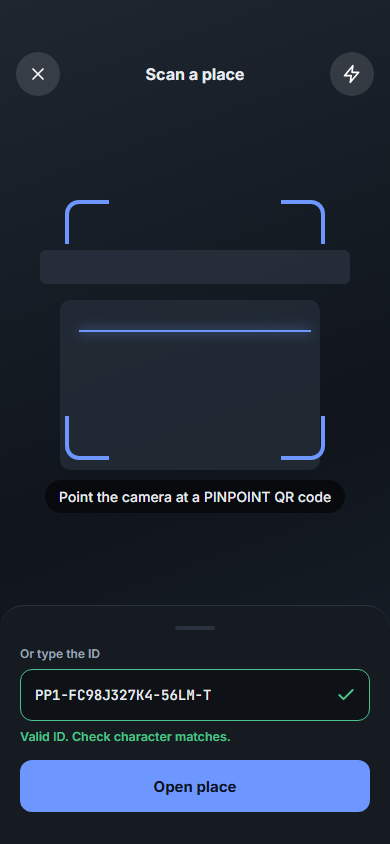 Scan a place
Point the camera at a PINPOINT QR code
Or type the ID
PP1-FC98J327K4-56LM-T
Valid ID. Check character matches.
Open place